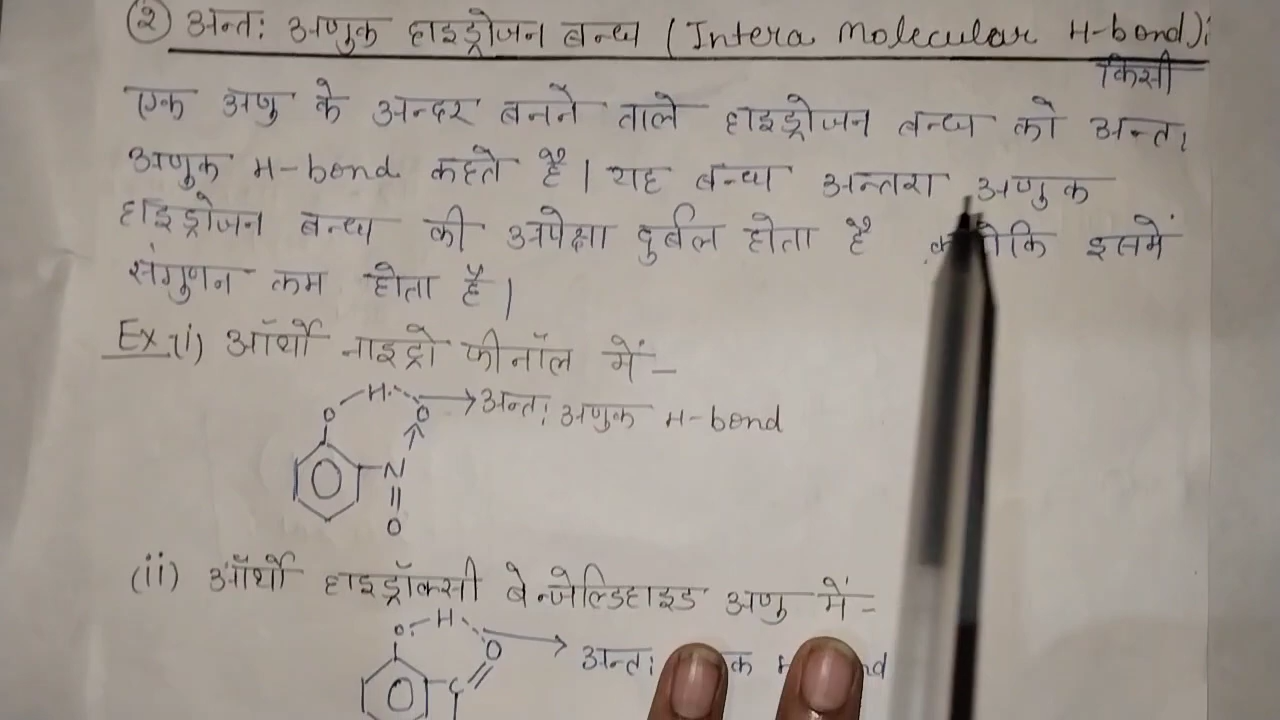 (२) अन्त: अणुक हाइड्रोजन बन्ध (Intera Molecular H-bond):
किसी
एक अणु के अन्दर बनने वाले हाइड्रोजन बन्ध को अन्त:
अणुक H-bond कहते हैं। यह बन्ध अन्तरा अणुक
हाइड्रोजन बन्ध की अपेक्षा दुर्बल होता है इसमें
संगुणन कम होता है।
Ex.(i) ऑर्थो नाइट्रो फीनॉल में-
O H O → अन्त: अणुक H-bond
N
O
(ii) ऑर्थो हाइड्रॉक्सी बेन्जेल्डिहाइड अणु में-
O H O → अन्त:
C